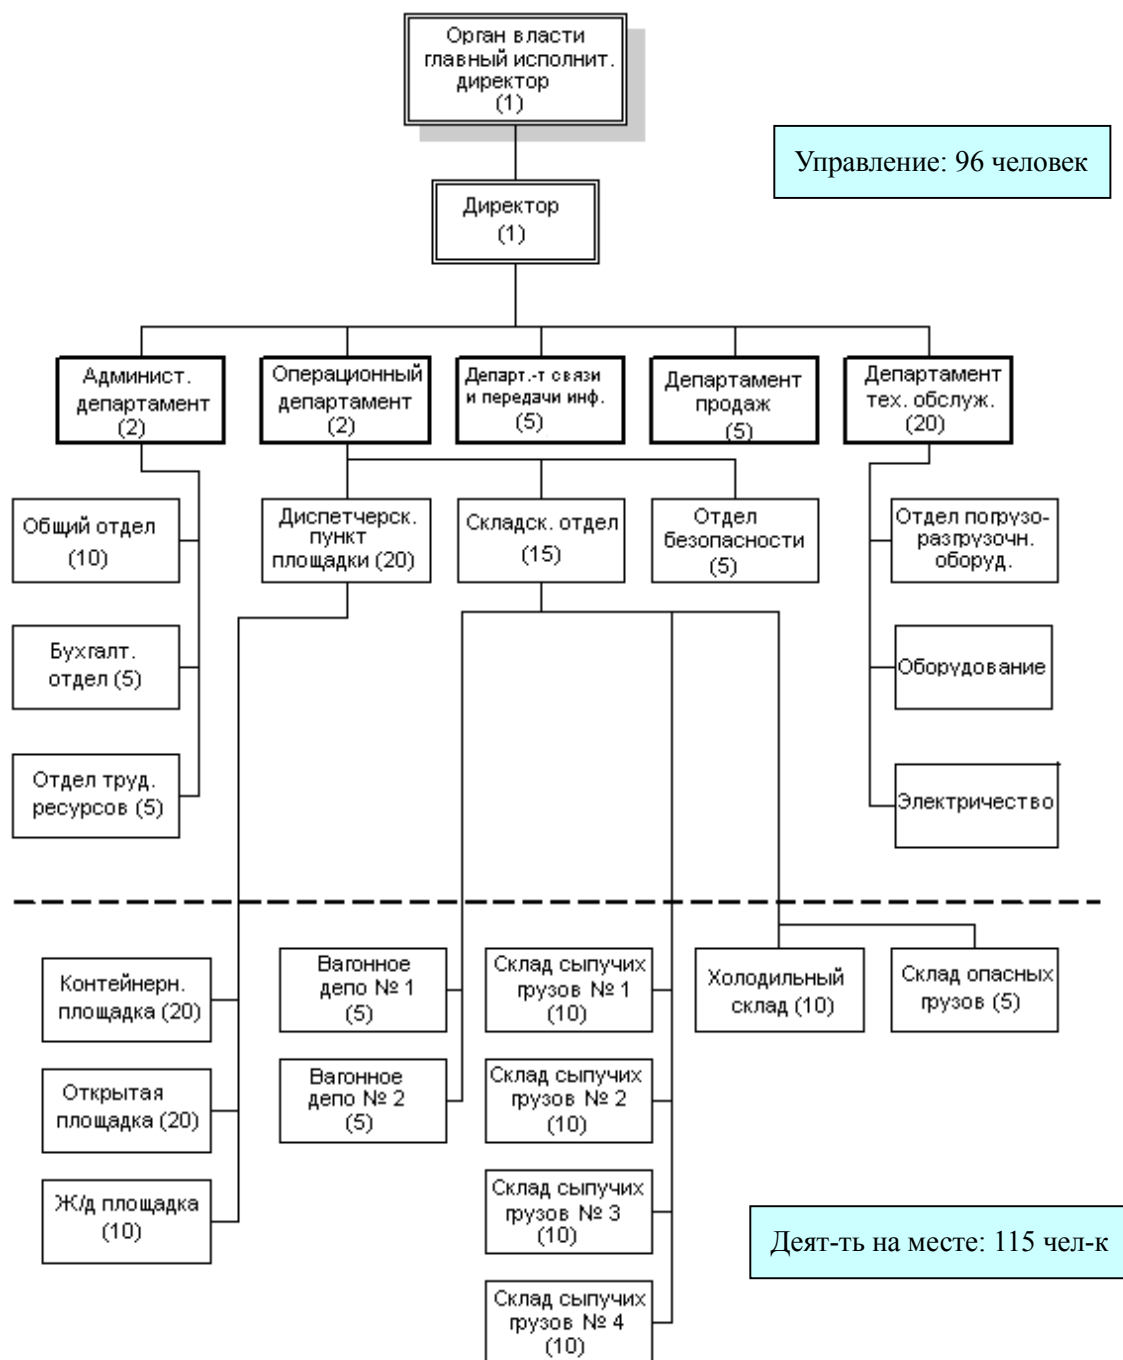 Орган власти
главный исполнит.
директор
(1)
Управление: 96 человек
Директор
(1)
Админист.
департамент
(2)
Операционный
департамент
(2)
Департ.-т связи
и передачи инф.
(5)
Департамент
продаж
(5)
Департамент
тех. обслуж.
(20)
Общий отдел
(10)
Диспетчерск.
пункт
площадки (20)
Складск. отдел
(15)
Отдел
безопасности
(5)
Отдел погрузо-
разгрузочн.
оборуд.
Бухгалт.
отдел (5)
Оборудование
Отдел труд.
ресурсов (5)
Электричество
Контейнерн.
площадка (20)
Вагонное
депо № 1
(5)
Склад сыпучих
грузов № 1
(10)
Холодильный
склад (10)
Склад опасных
грузов (5)
Открытая
площадка (20)
Вагонное
депо № 2
(5)
Склад сыпучих
грузов № 2
(10)
Ж/д площадка
(10)
Склад сыпучих
грузов № 3
(10)
Деят-ть на месте: 115 чел-к
Склад сыпучих
грузов № 4
(10)